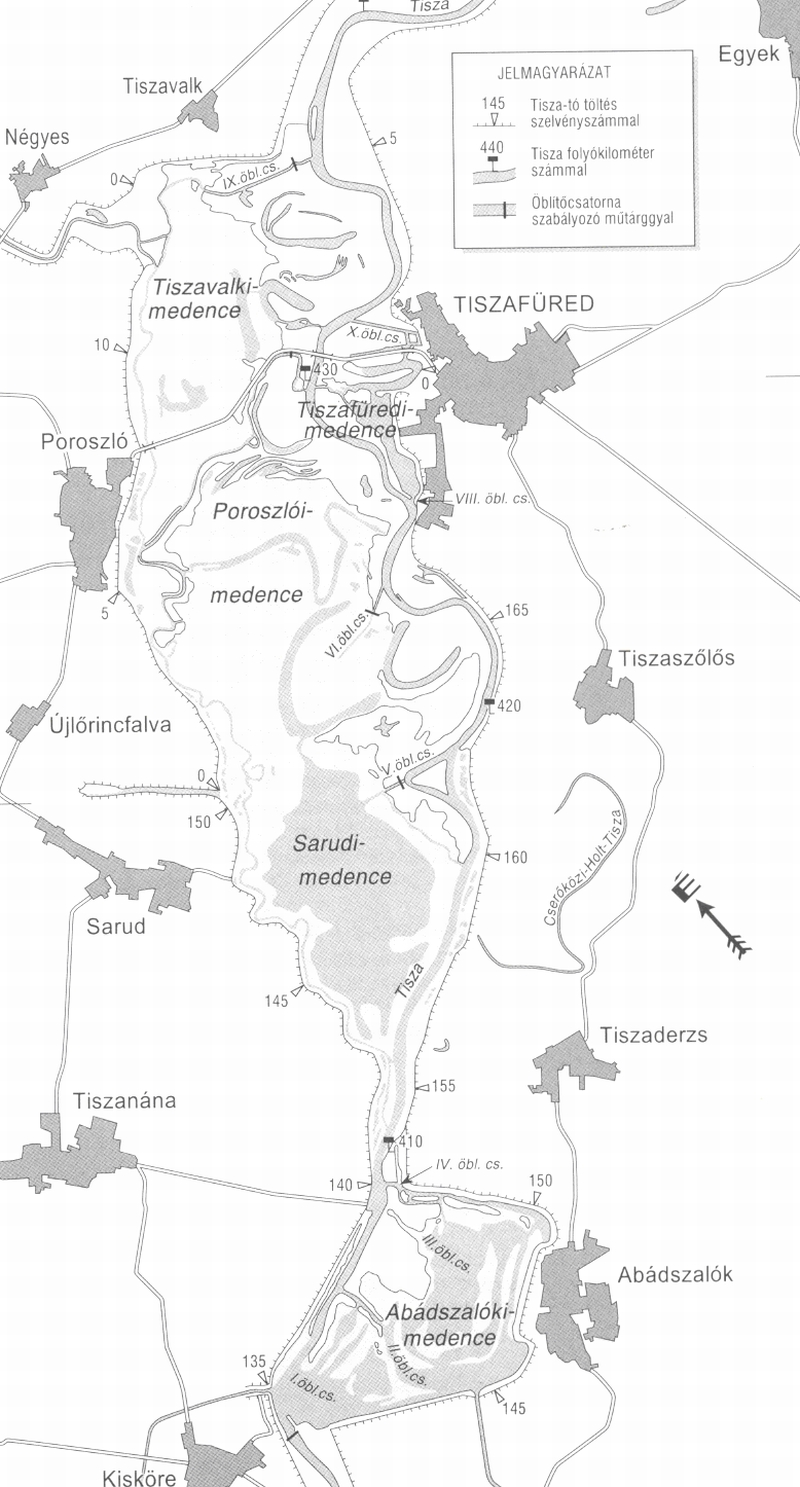 Tisza
Egyek
JELMAGYARÁZAT
145
Tisza-tó töltés
szelvényszámmal
440
Tisza folyókilométer
számmal
Öblítőcsatorna
szabályozó műtárggyal
Tiszavalk
Négyes
5
0
IX.öbl.cs.
Tiszavalki-
medence
TISZAFÜRED
X.öbl.cs.
10
430
0
Tiszafüredi-
medence
Poroszló
VIII. öbl. cs.
Poroszlói-
medence
5
165
VI.öbl.cs.
Tiszaszőlős
420
Újlőrincfalva
V.öbl.cs.
0
150
Sarudi-
medence
160
Cserőközi-Holt-Tisza
É
Sarud
Tisza
145
Tiszaderzs
155
Tiszanána
410
IV. öbl. cs.
140
150
III.öbl.cs.
Abádszalók
Abádszalóki-
medence
II.öbl.cs.
135
I.öbl.cs.
145
Kisköre